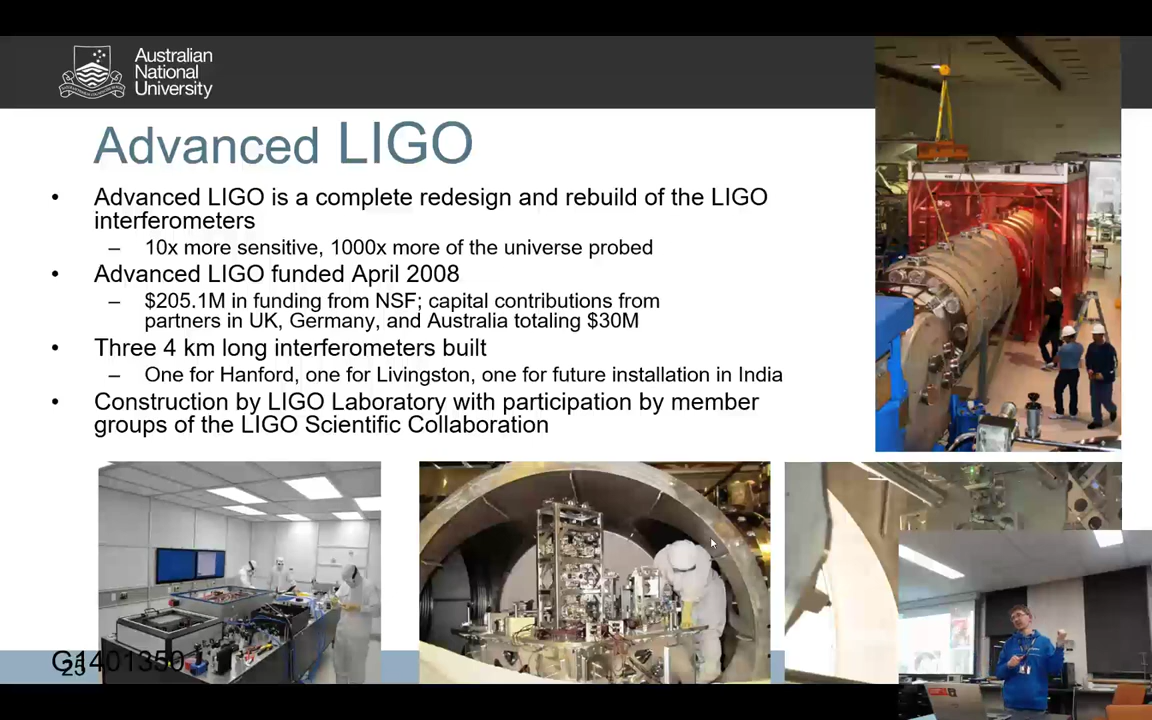 Australian
National
University
Advanced LIGO
• Advanced LIGO is a complete redesign and rebuild of the LIGO
interferometers
– 10x more sensitive, 1000x more of the universe probed
• Advanced LIGO funded April 2008
– $205.1M in funding from NSF; capital contributions from
partners in UK, Germany, and Australia totaling $30M
• Three 4 km long interferometers built
– One for Hanford, one for Livingston, one for future installation in India
• Construction by LIGO Laboratory with participation by member
groups of the LIGO Scientific Collaboration
G1401350
25